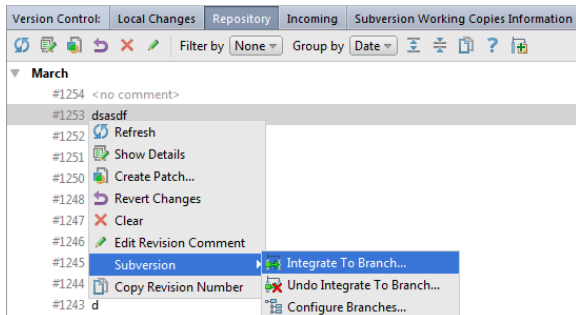 Version Control: Local Changes Repository Incoming Subversion Working Copies Information
Filter by None Group by Date
March
#1254 <no comment>
#1253 dsasdf
#1252 Refresh
#1251 Show Details
#1250 Create Patch...
#1248 Revert Changes
#1247 Clear
#1246 Edit Revision Comment
#1245 Subversion Integrate To Branch...
#1244 Copy Revision Number Undo Integrate To Branch...
#1243 d Configure Branches...